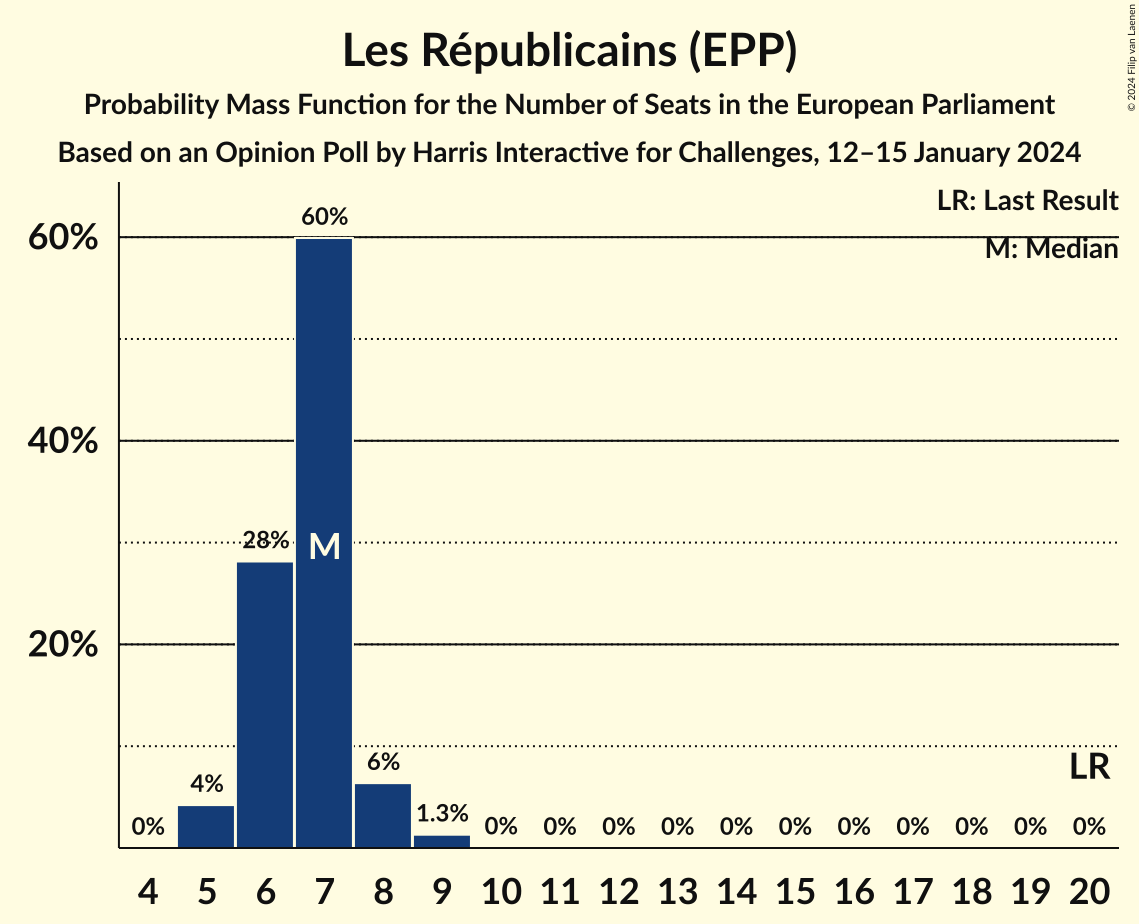 Les Républicains (EPP)
Probability Mass Function for the Number of Seats in the European Parliament
Based on an Opinion Poll by Harris Interactive for Challenges, 12–15 January 2024
© 2024 Filip van Laenen
LR: Last Result
M: Median
60%
40%
20%
0%
4%
28%
60%
M
6%
1.3%
0%
0%
0%
0%
0%
0%
0%
0%
0%
0%
0%
LR
4 5 6 7 8 9 10 11 12 13 14 15 16 17 18 19 20